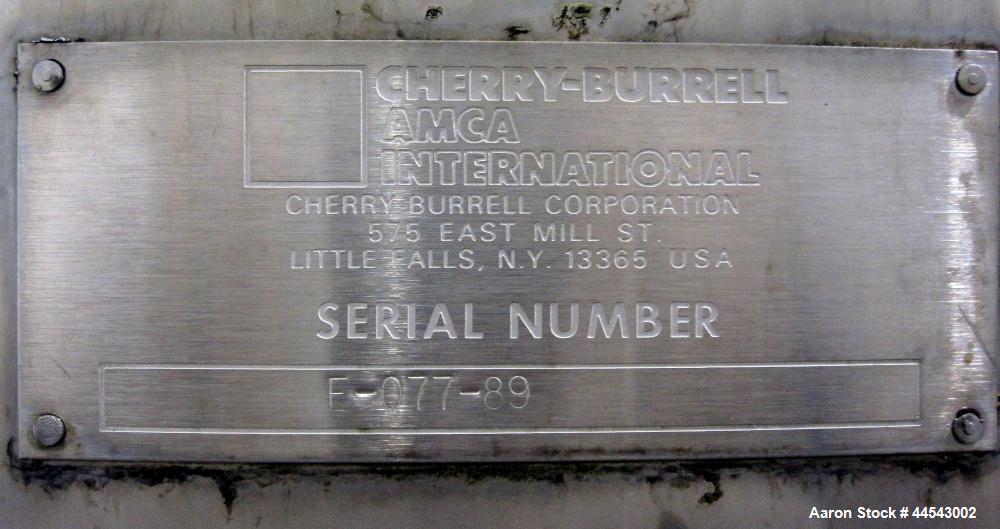 CHERRY-BURRELL
AMCA
INTERNATIONAL
CHERRY-BURRELL CORPORATION
575 EAST MILL ST.
LITTLE FALLS, N.Y. 13365 USA
SERIAL NUMBER
E-077-89
Aaron Stock # 44543002